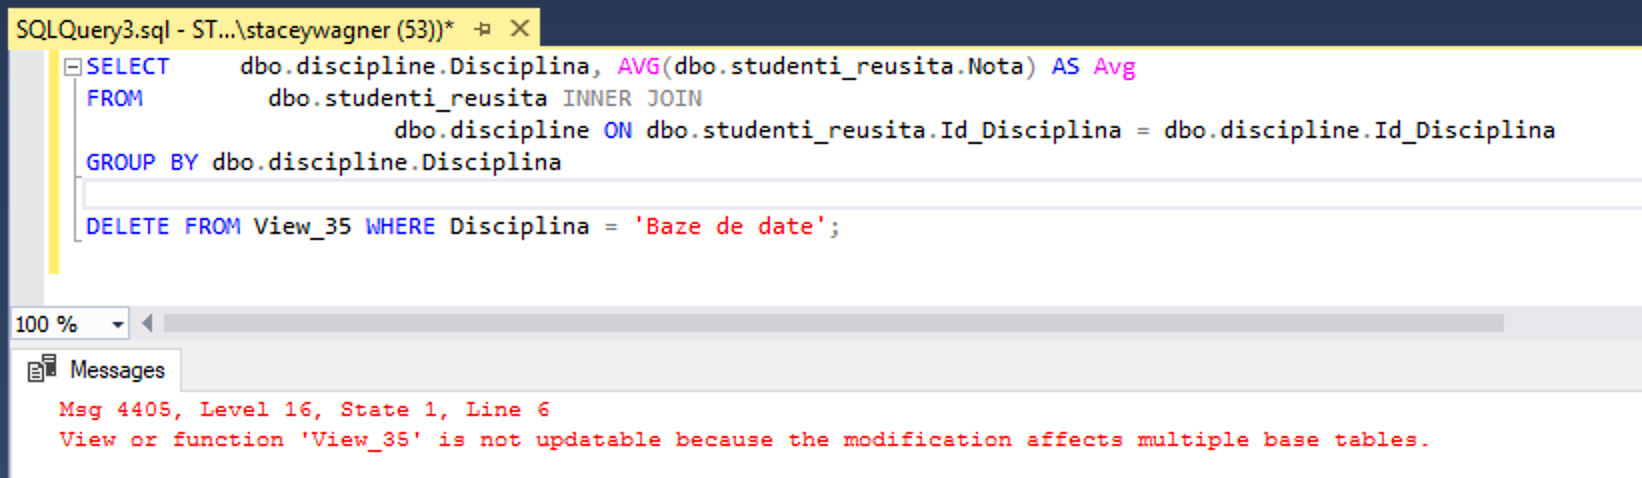 SQLQuery3.sql - ST...\staceywagner (53))*
SELECT dbo.discipline.Disciplina, AVG(dbo.studenti_reusita.Nota) AS Avg
FROM dbo.studenti_reusita INNER JOIN
dbo.discipline ON dbo.studenti_reusita.Id_Disciplina = dbo.discipline.Id_Disciplina
GROUP BY dbo.discipline.Disciplina
DELETE FROM View_35 WHERE Disciplina = 'Baze de date';
100 %
Messages
Msg 4405, Level 16, State 1, Line 6
View or function 'View_35' is not updatable because the modification affects multiple base tables.